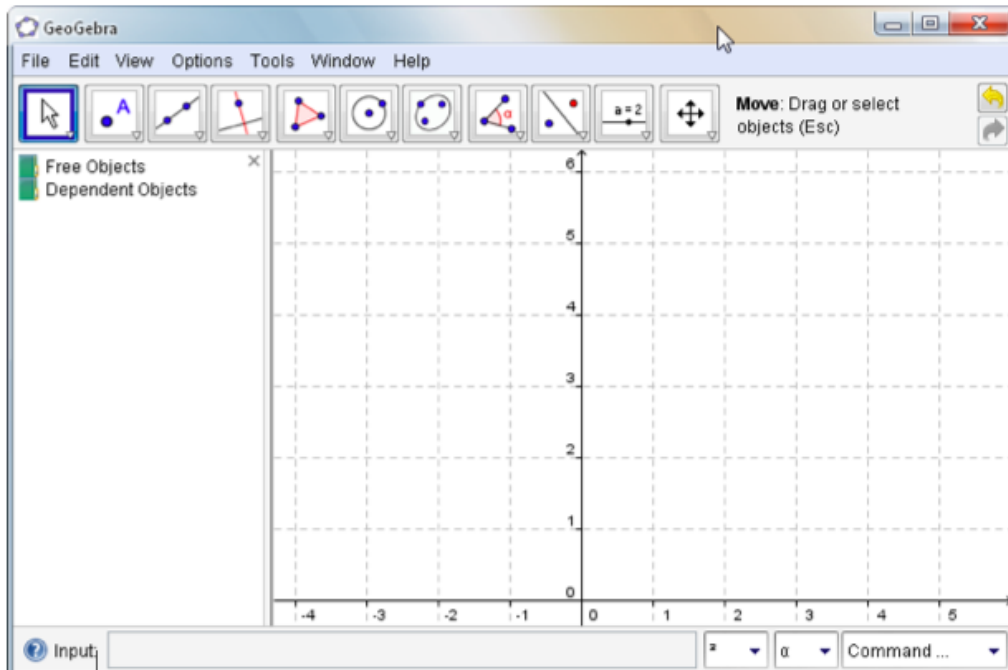 GeoGebra
File Edit View Options Tools Window Help
A α a = 2 Move: Drag or select
objects (Esc)
Free Objects
Dependent Objects
6
5
4
3
2
1
0
-4 -3 -2 -1 0 1 2 3 4 5
Input: ² α Command ...